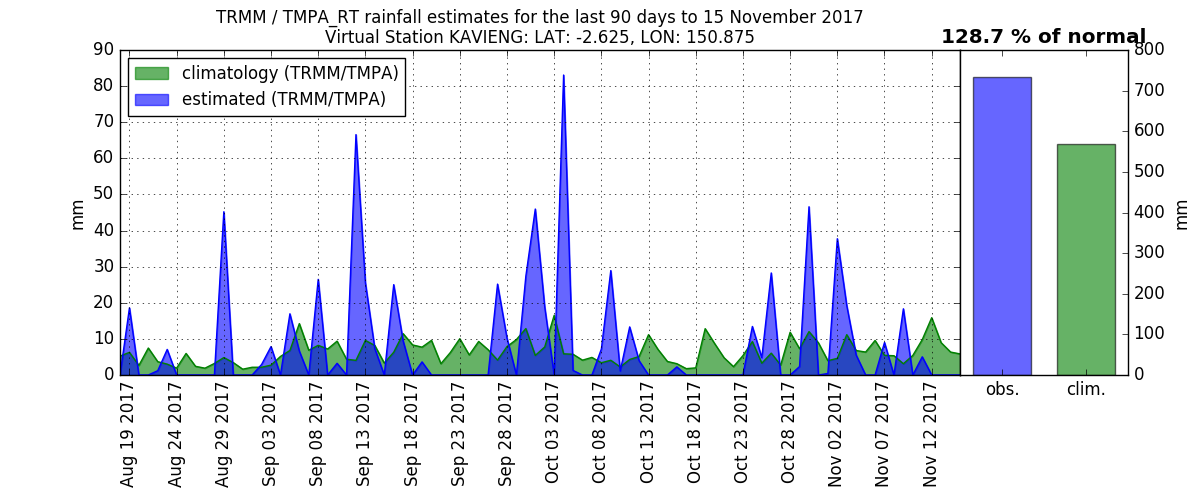 TRMM / TMPA_RT rainfall estimates for the last 90 days to 15 November 2017
Virtual Station KAVIENG: LAT: -2.625, LON: 150.875
128.7 % of normal
climatology (TRMM/TMPA)
estimated (TRMM/TMPA)
90
80
70
60
50
40
30
20
10
0
mm
Aug 19 2017
Aug 24 2017
Aug 29 2017
Sep 03 2017
Sep 08 2017
Sep 13 2017
Sep 18 2017
Sep 23 2017
Sep 28 2017
Oct 03 2017
Oct 08 2017
Oct 13 2017
Oct 18 2017
Oct 23 2017
Oct 28 2017
Nov 02 2017
Nov 07 2017
Nov 12 2017
800
700
600
500
400
300
200
100
0
mm
obs.
clim.